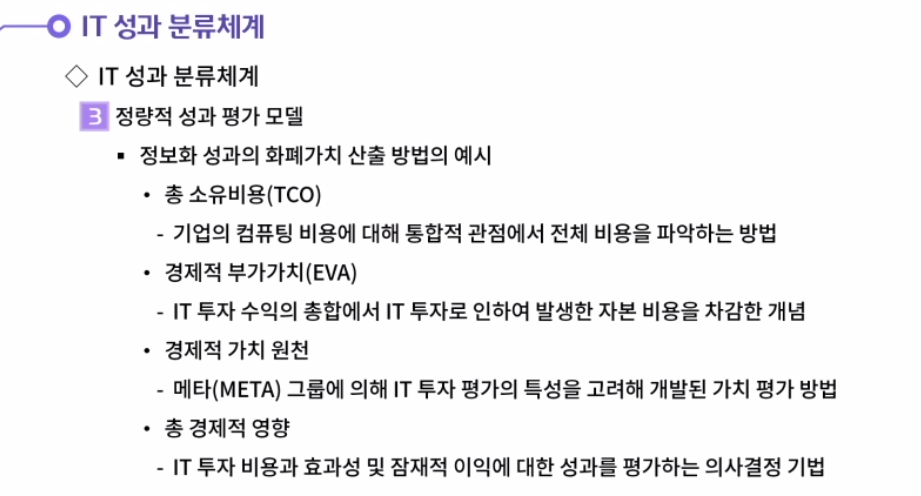 IT 성과 분류체계
◇ IT 성과 분류체계
3 정량적 성과 평가 모델
▪ 정보화 성과의 화폐가치 산출 방법의 예시
• 총 소유비용(TCO)
- 기업의 컴퓨팅 비용에 대해 통합적 관점에서 전체 비용을 파악하는 방법
• 경제적 부가가치(EVA)
- IT 투자 수익의 총합에서 IT 투자로 인하여 발생한 자본 비용을 차감한 개념
• 경제적 가치 원천
- 메타(META) 그룹에 의해 IT 투자 평가의 특성을 고려해 개발된 가치 평가 방법
• 총 경제적 영향
- IT 투자 비용과 효과성 및 잠재적 이익에 대한 성과를 평가하는 의사결정 기법